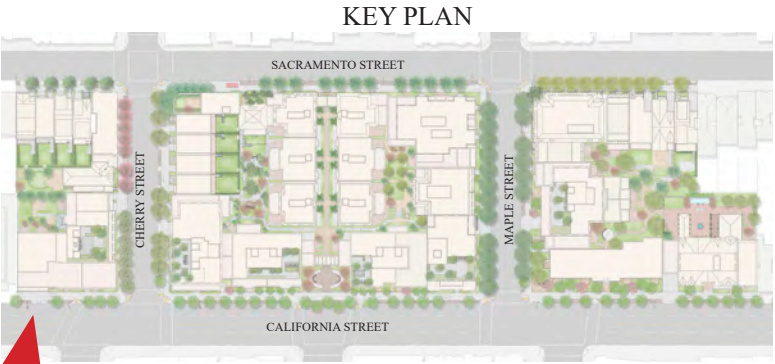 KEY PLAN
SACRAMENTO STREET
CHERRY STREET
MAPLE STREET
CALIFORNIA STREET